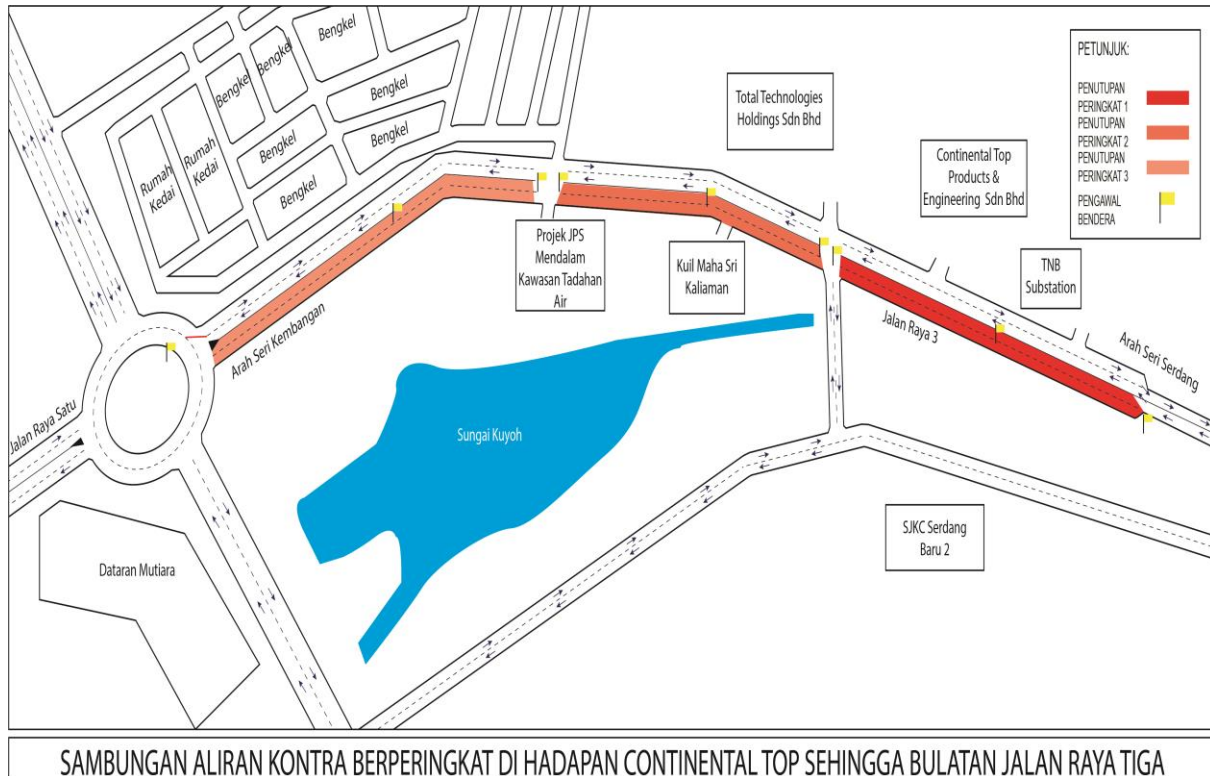 Bengkel
Bengkel
Bengkel
Bengkel
Bengkel
Bengkel
Bengkel
Rumah
Kedai
Rumah
Kedai
Total Technologies
Holdings Sdn Bhd
Continental Top
Products &
Engineering Sdn Bhd
TNB
Substation
PETUNJUK:
PENUTUPAN
PERINGKAT 1
PENUTUPAN
PERINGKAT 2
PENUTUPAN
PERINGKAT 3
PENGAWAL
BENDERA
Projek JPS
Mendalam
Kawasan Tadahan
Air
Kuil Maha Sri
Kaliaman
Jalan Raya 3
Arah Seri Serdang
Arah Seri Kembangan
Jalan Raya Satu
Sungai Kuyoh
Dataran Mutiara
SJKC Serdang
Baru 2
SAMBUNGAN ALIRAN KONTRA BERPERINGKAT DI HADAPAN CONTINENTAL TOP SEHINGGA BULATAN JALAN RAYA TIGA